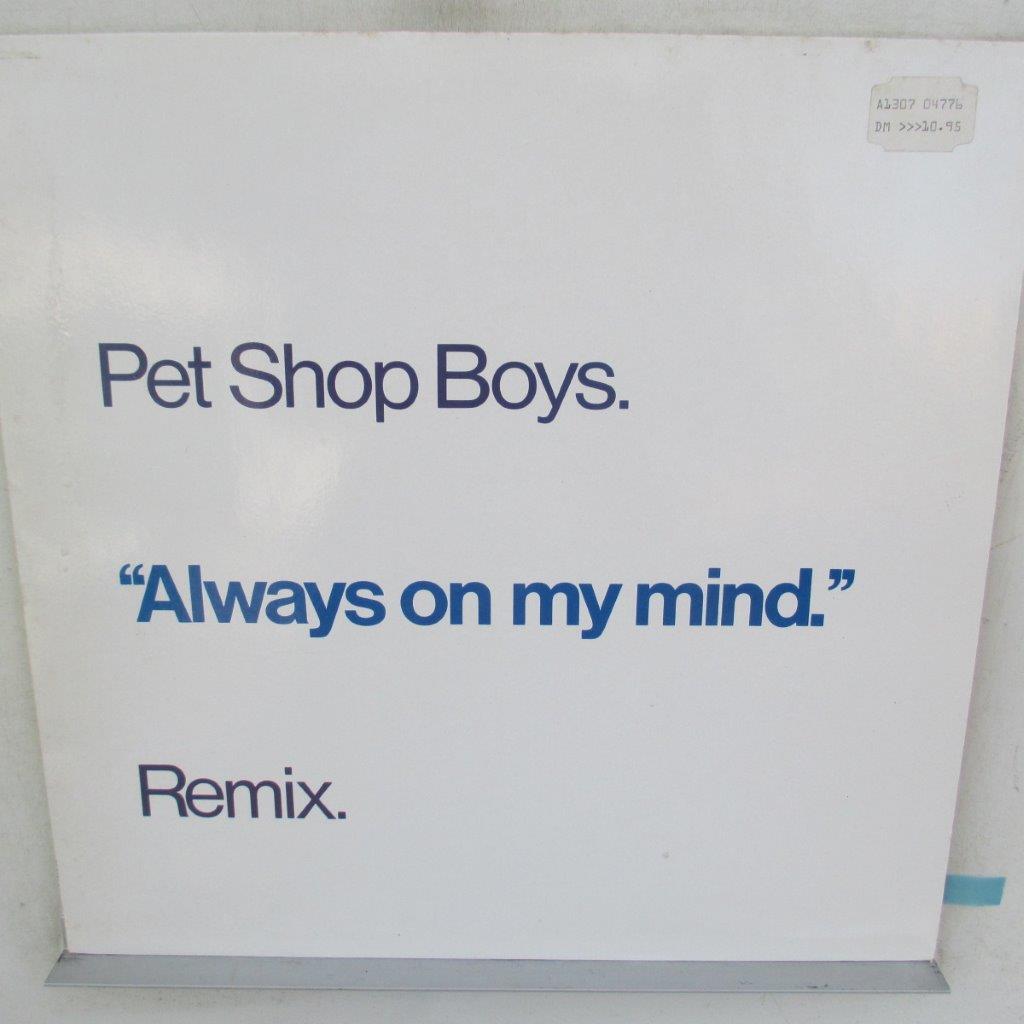 A1307 04776
DM >>>10.95
Pet Shop Boys.
“Always on my mind.”
Remix.